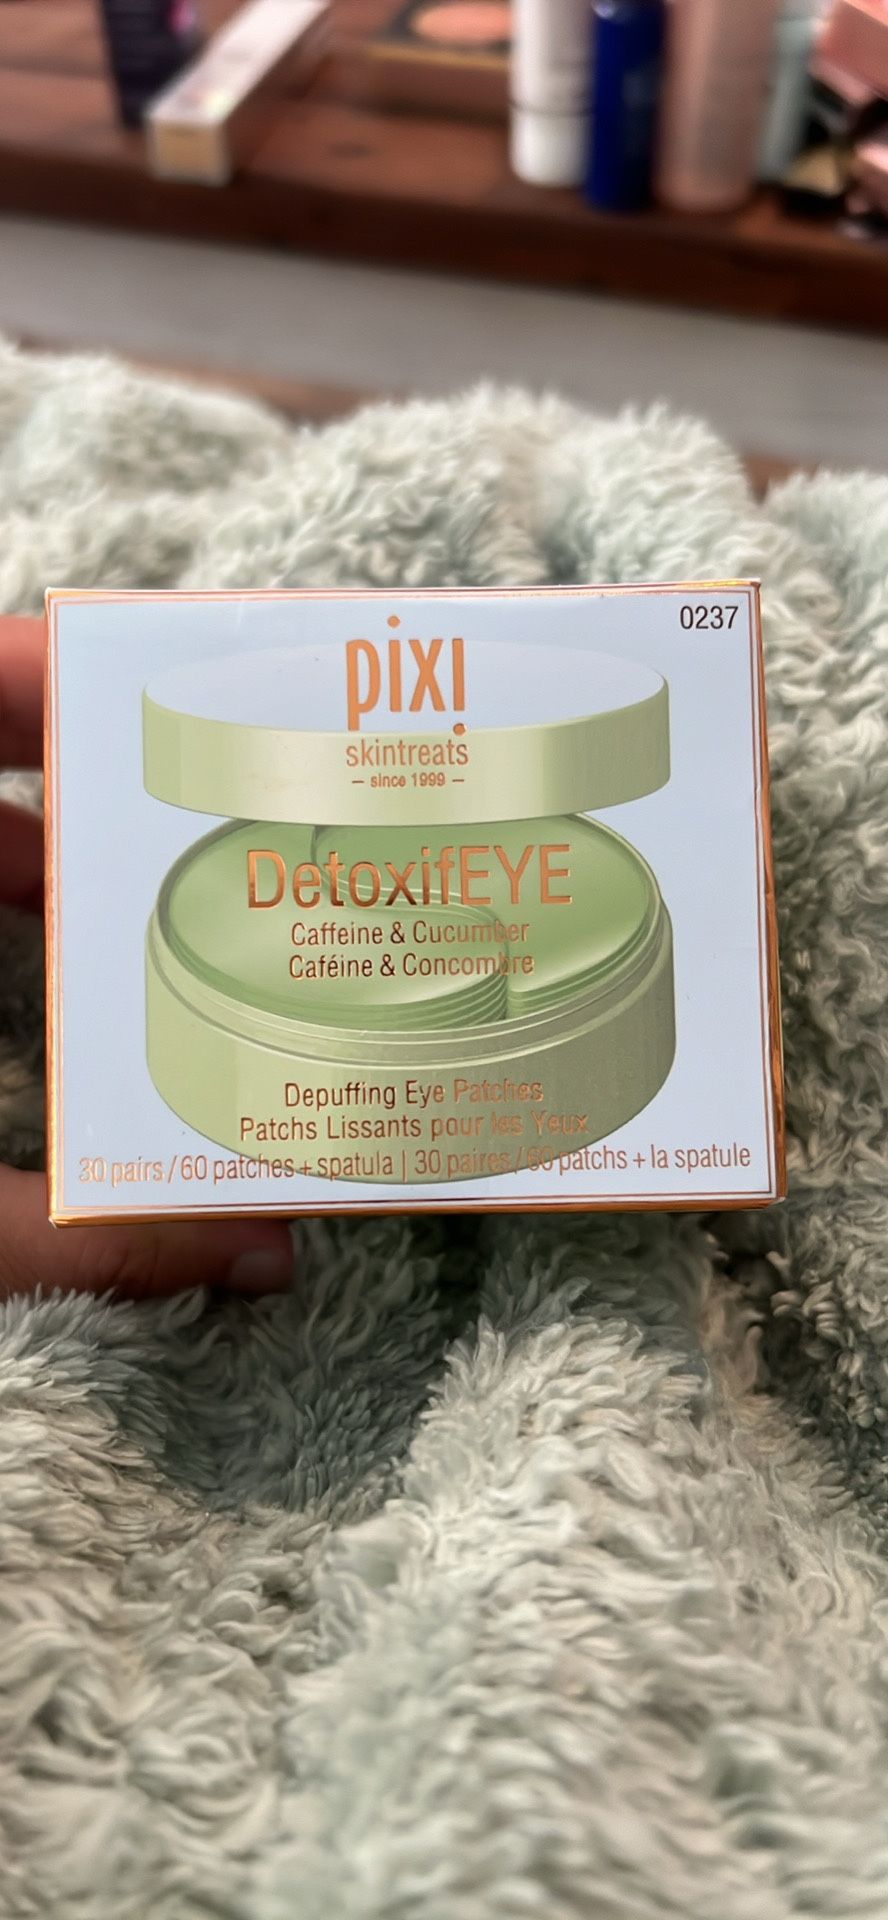 0237
pixi
skintreats
– since 1999 –
DetoxifEYE
Caffeine & Cucumber
Caféine & Concombre
Depuffing Eye Patches
Patchs Lissants pour les Yeux
30 pairs/60 patches + spatula | 30 paires/60 patchs + la spatule